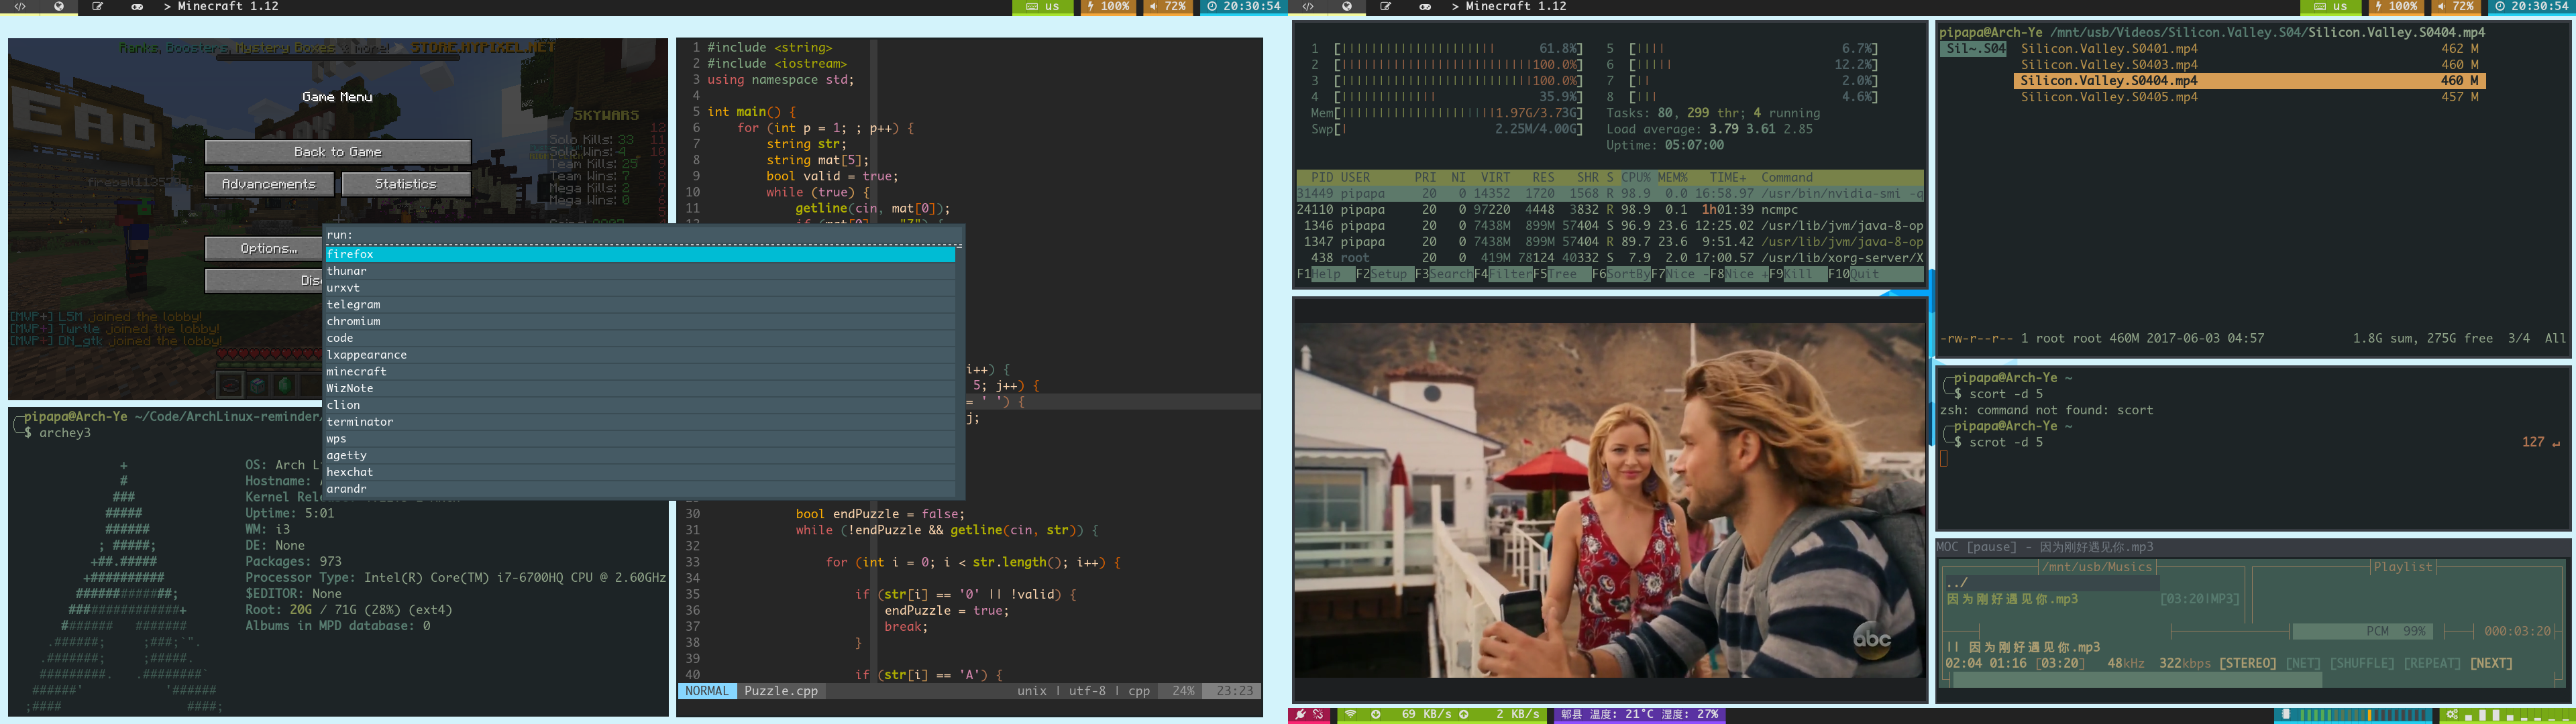 > Minecraft 1.12
us
100%
72%
20:30:54
> Minecraft 1.12
us
100%
72%
20:30:54
Ranks, Boosters, Mystery Boxes & more! STORE.HYPIXEL.NET
Game Menu
Back to Game
Advancements
Statistics
Options...
SKYWARS
Solo Kills: 33
Solo Wins: 4
Team Kills: 25
Team Wins: 7
Mega Kills: 2
Mega Wins: 0
[MVP+] LSM joined the lobby!
[MVP+] Turtle joined the lobby!
[MVP+] DN_gtk joined the lobby!
run:
firefox
thunar
urxvt
telegram
chromium
code
lxappearance
minecraft
WizNote
clion
terminator
wps
agetty
hexchat
arandr
pipapa@Arch-Ye ~/Code/ArchLinux-reminder/
$ archey3
OS: Arch Li
Hostname: A
Kernel Rel
Uptime: 5:01
WM: i3
DE: None
Packages: 973
Processor Type: Intel(R) Core(TM) i7-6700HQ CPU @ 2.60GHz
$EDITOR: None
Root: 20G / 71G (28%) (ext4)
Albums in MPD database: 0
1 #include <string>
2 #include <iostream>
3 using namespace std;
4
5 int main() {
6 for (int p = 1; ; p++) {
7 string str;
8 string mat[5];
9 bool valid = true;
10 while (true) {
11 getline(cin, mat[0]);
i++) {
5; j++) {
= ' ') {
j;
30 bool endPuzzle = false;
31 while (!endPuzzle && getline(cin, str)) {
32
33 for (int i = 0; i < str.length(); i++) {
34
35 if (str[i] == '0' || !valid) {
36 endPuzzle = true;
37 break;
38 }
39
40 if (str[i] == 'A') {
NORMAL Puzzle.cpp unix | utf-8 | cpp 24% 23:23
1 [61.8%] 5 [6.7%]
2 [100.0%] 6 [12.2%]
3 [100.0%] 7 [2.0%]
4 [35.9%] 8 [4.6%]
Mem[1.97G/3.73G] Tasks: 80, 299 thr; 4 running
Swp[2.25M/4.00G] Load average: 3.79 3.61 2.85
Uptime: 05:07:00
PID USER PRI NI VIRT RES SHR S CPU% MEM% TIME+ Command
31449 pipapa 20 0 14352 1720 1568 R 98.9 0.0 16:58.97 /usr/bin/nvidia-smi -q
24110 pipapa 20 0 97220 4448 3832 R 98.9 0.1 1h01:39 ncmpc
1346 pipapa 20 0 7438M 899M 57404 S 96.9 23.6 12:25.02 /usr/lib/jvm/java-8-op
1347 pipapa 20 0 7438M 899M 57404 R 89.7 23.6 9:51.42 /usr/lib/jvm/java-8-op
438 root 20 0 419M 78124 40332 S 7.9 2.0 17:00.57 /usr/lib/xorg-server/X
F1Help F2Setup F3Search F4Filter F5Tree F6SortBy F7Nice - F8Nice + F9Kill F10Quit
abc
pipapa@Arch-Ye /mnt/usb/Videos/Silicon.Valley.S04/Silicon.Valley.S0404.mp4
Sil~.S04 Silicon.Valley.S0401.mp4 462 M
Silicon.Valley.S0403.mp4 460 M
Silicon.Valley.S0404.mp4 460 M
Silicon.Valley.S0405.mp4 457 M
-rw-r--r-- 1 root root 460M 2017-06-03 04:57 1.8G sum, 275G free 3/4 All
pipapa@Arch-Ye ~
$ scort -d 5
zsh: command not found: scort
pipapa@Arch-Ye ~
$ scrot -d 5 127 ↵
MOC [pause] - 因为刚好遇见你.mp3
/mnt/usb/Musics Playlist
../
因为刚好遇见你.mp3 [03:20|MP3]
PCM 99% 000:03:20
|| 因为刚好遇见你.mp3
02:04 01:16 [03:20] 48kHz 322kbps [STEREO] [NET] [SHUFFLE] [REPEAT] [NEXT]
69 KB/s 2 KB/s 郫县 温度: 21°C 湿度: 27%